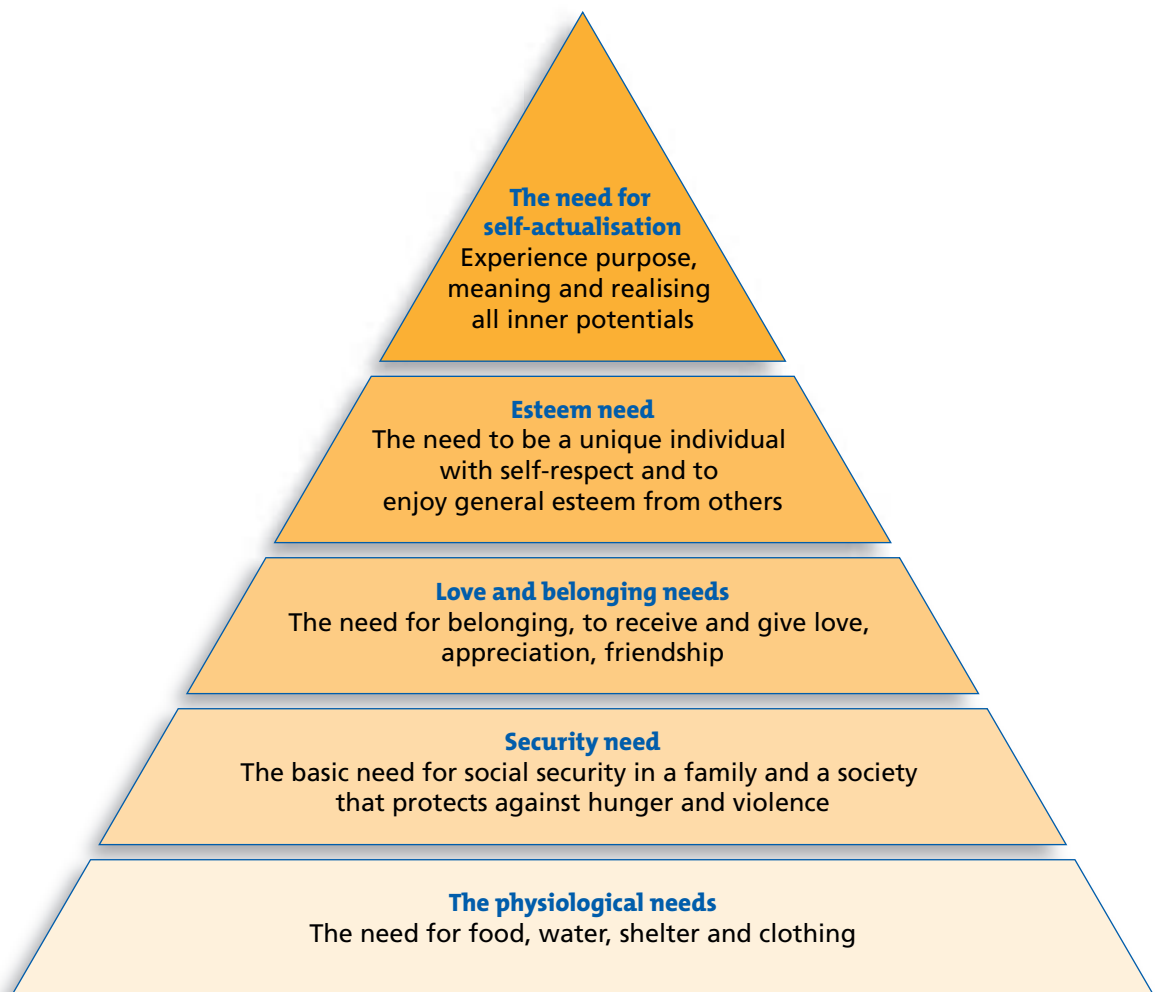 The need for
self-actualisation
Experience purpose,
meaning and realising
all inner potentials
Esteem need
The need to be a unique individual
with self-respect and to
enjoy general esteem from others
Love and belonging needs
The need for belonging, to receive and give love,
appreciation, friendship
Security need
The basic need for social security in a family and a society
that protects against hunger and violence
The physiological needs
The need for food, water, shelter and clothing